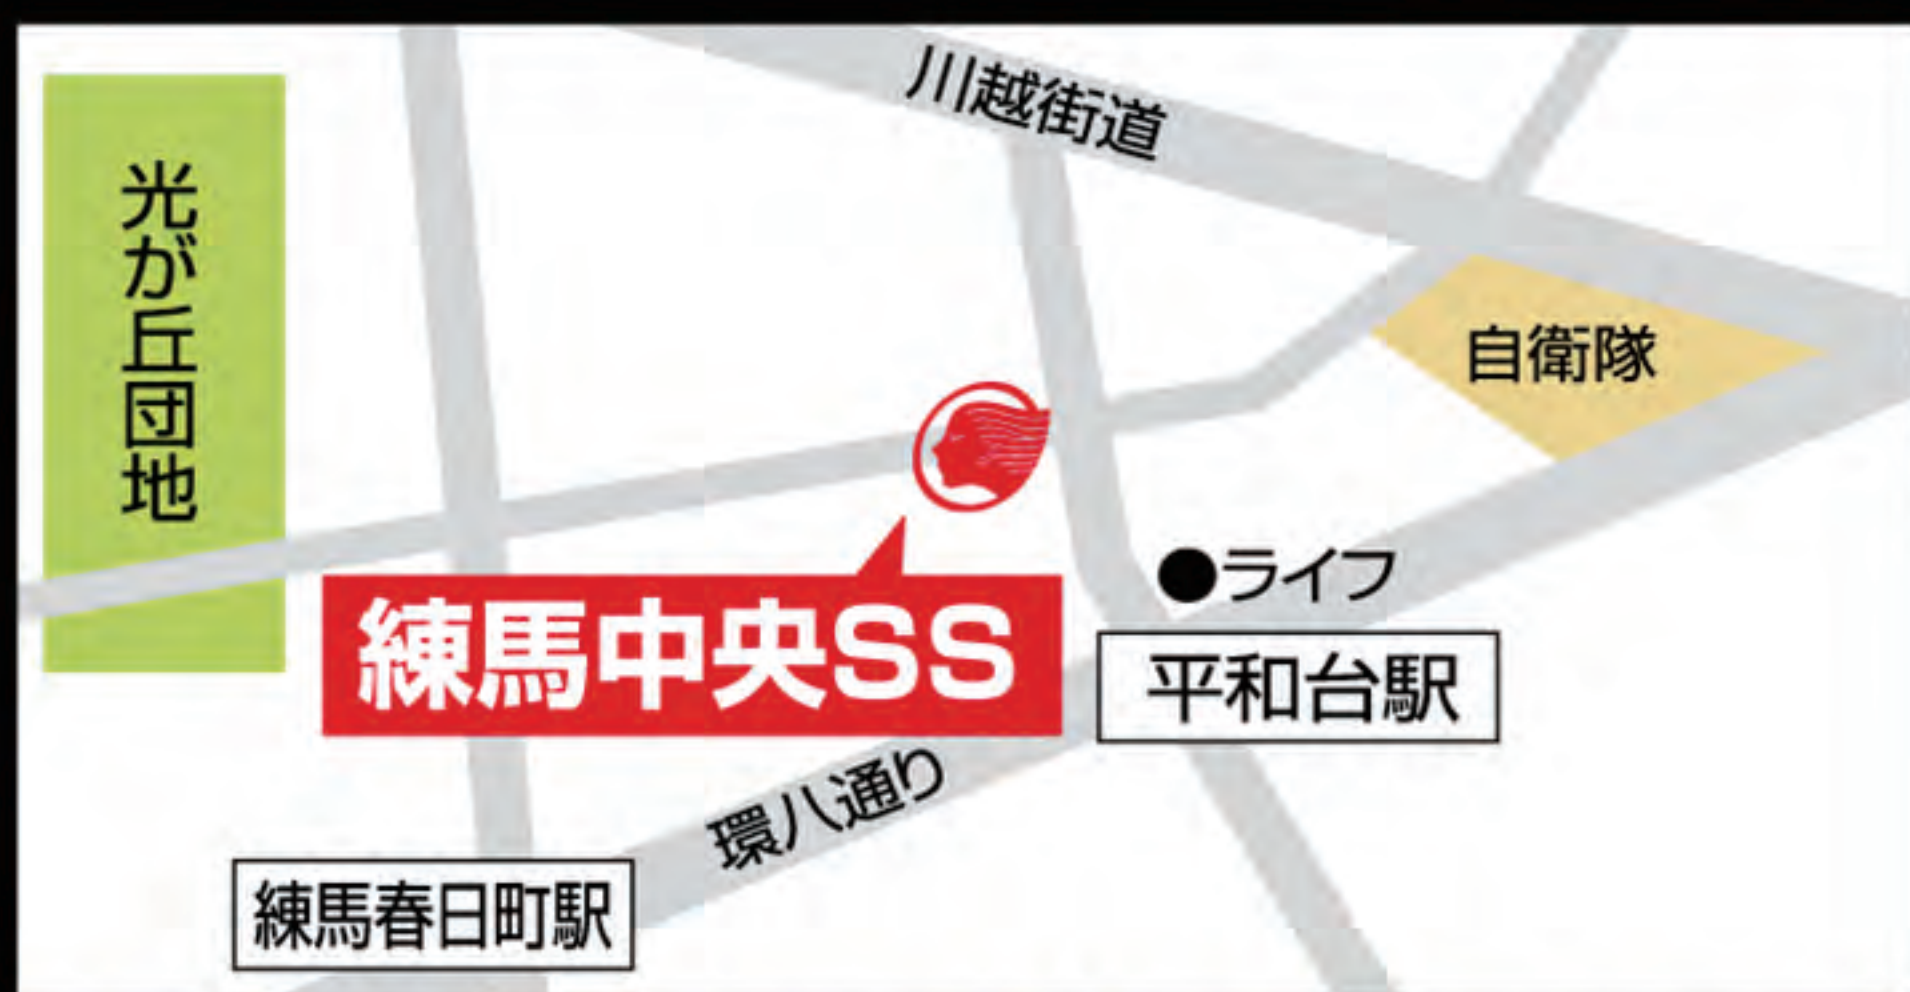 川越街道
光が丘団地
自衛隊
●ライフ
練馬中央SS
平和台駅
環八通り
練馬春日町駅